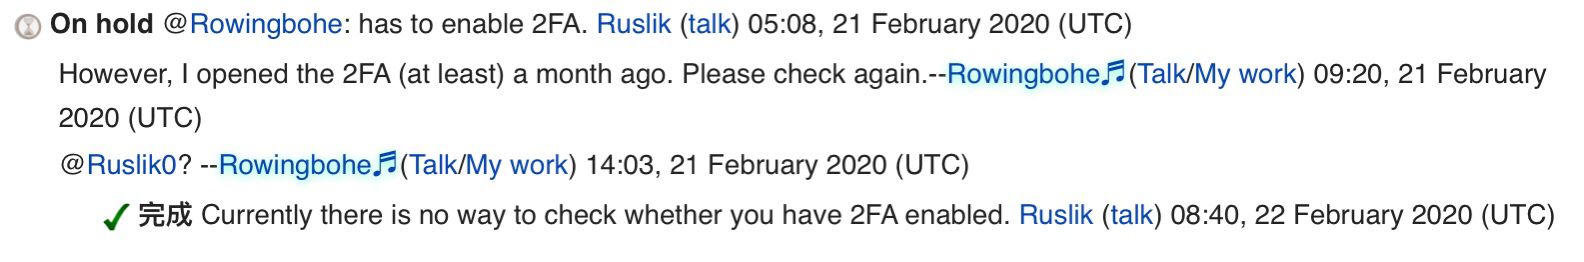 On hold @Rowingbohe: has to enable 2FA. Ruslik (talk) 05:08, 21 February 2020 (UTC)
However, I opened the 2FA (at least) a month ago. Please check again.--Rowingbohe♬(Talk/My work) 09:20, 21 February
2020 (UTC)
@Ruslik0? --Rowingbohe♬(Talk/My work) 14:03, 21 February 2020 (UTC)
✓ 完成 Currently there is no way to check whether you have 2FA enabled. Ruslik (talk) 08:40, 22 February 2020 (UTC)